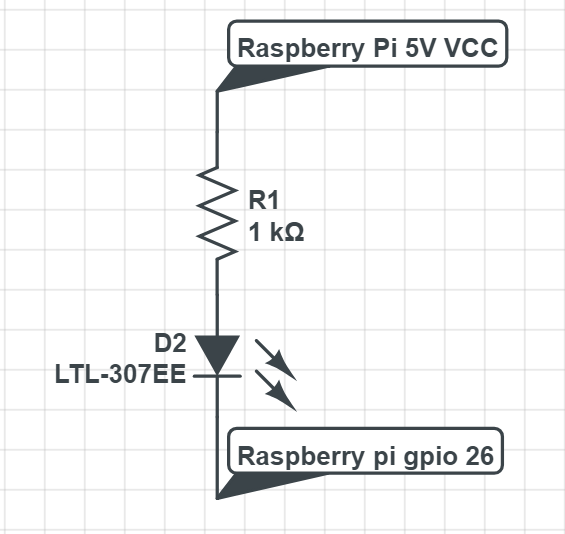 Raspberry Pi 5V VCC
R1
1 kΩ
D2
LTL-307EE
Raspberry pi gpio 26